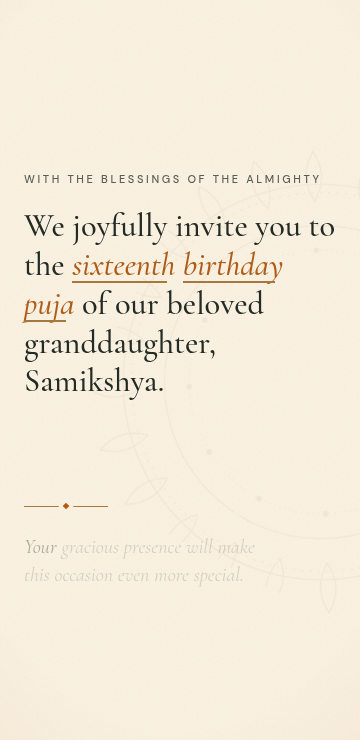 WITH THE BLESSINGS OF THE ALMIGHTY
We joyfully invite you to
the sixteenth birthday
puja of our beloved
granddaughter,
Samikshya.
Your gracious presence will make
this occasion even more special.